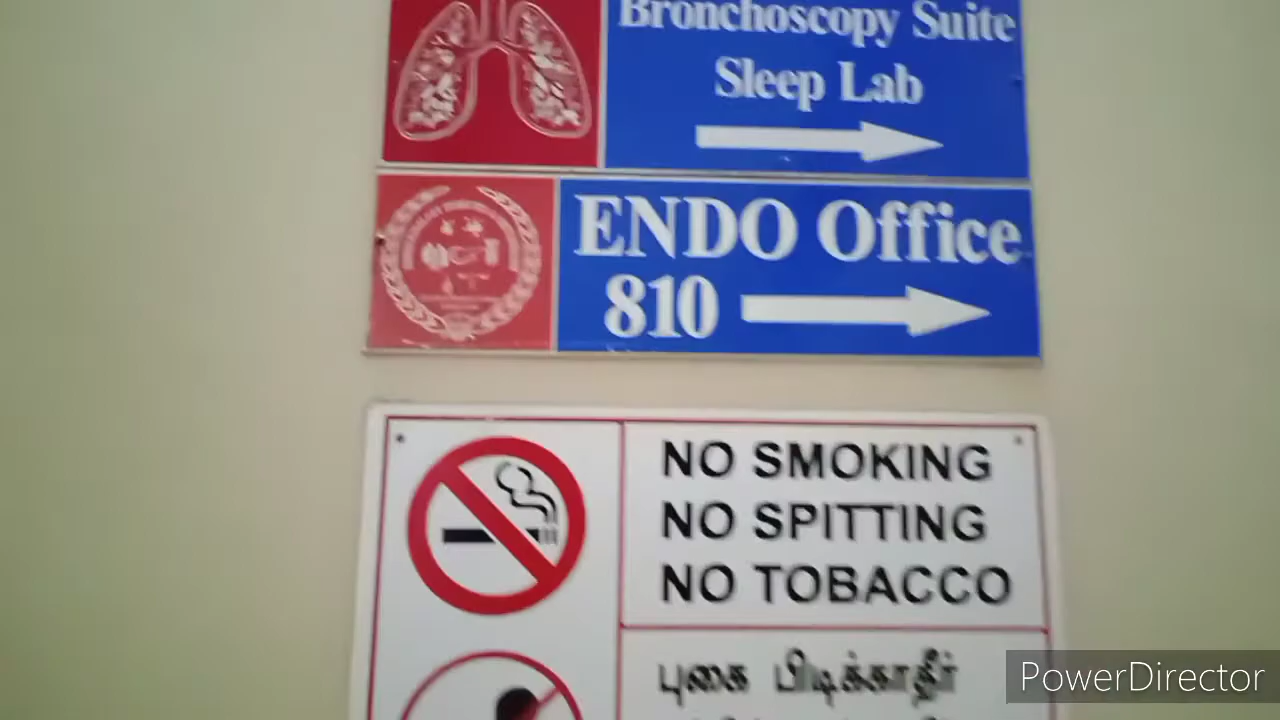 Bronchoscopy Suite
Sleep Lab
ENDO Office
810
NO SMOKING
NO SPITTING
NO TOBACCO
புகை பிடிக்காதீர்
PowerDirector